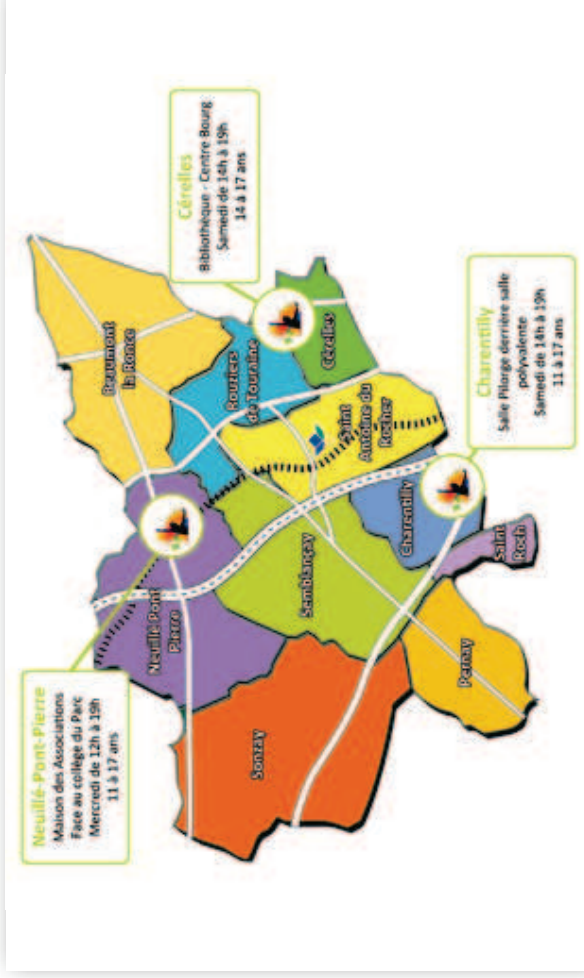 Neuillé-Pont-Pierre
Maison des Associations
Face au collège du Parc
Mercredi de 12h à 19h
11 à 17 ans
Cérelles
Bibliothèque - Centre Bourg
Samedi de 14h à 19h
14 à 17 ans
Charentilly
Salle Pilorge derrière salle
polyvalente
Samedi de 14h à 19h
11 à 17 ans
Beaumont
la Ronce
Neuillé Pont
Pierre
Rouziers
de Touraine
Cérelles
Sonzay
Semblançay
Saint
Antoine du
Rocher
Charentilly
Pernay
Saint
Roch